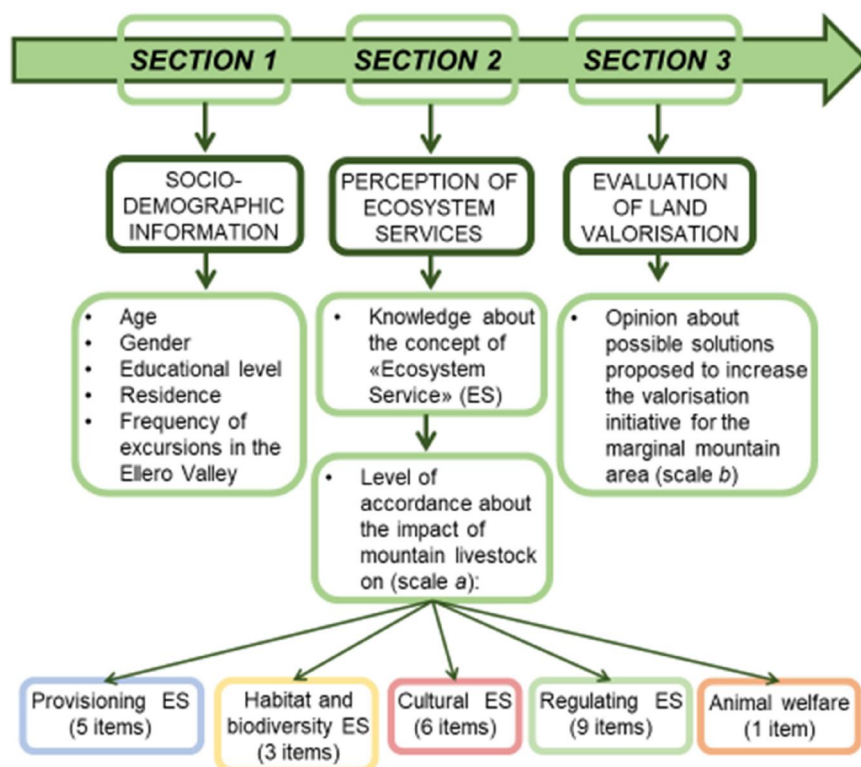 SECTION 1
SECTION 2
SECTION 3
SOCIO-
DEMOGRAPHIC
INFORMATION
PERCEPTION OF
ECOSYSTEM
SERVICES
EVALUATION
OF LAND
VALORISATION
• Age
• Gender
• Educational level
• Residence
• Frequency of
excursions in the
Ellero Valley
• Knowledge about
the concept of
«Ecosystem
Service» (ES)
• Opinion about
possible solutions
proposed to increase
the valorisation
initiative for the
marginal mountain
area (scale b)
• Level of
accordance about
the impact of
mountain livestock
on (scale a):
Provisioning ES
(5 items)
Habitat and
biodiversity ES
(3 items)
Cultural ES
(6 items)
Regulating ES
(9 items)
Animal welfare
(1 item)